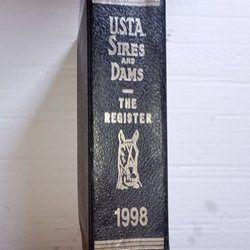 USTA
SIRES
AND
DAMS
THE
REGISTER
1998